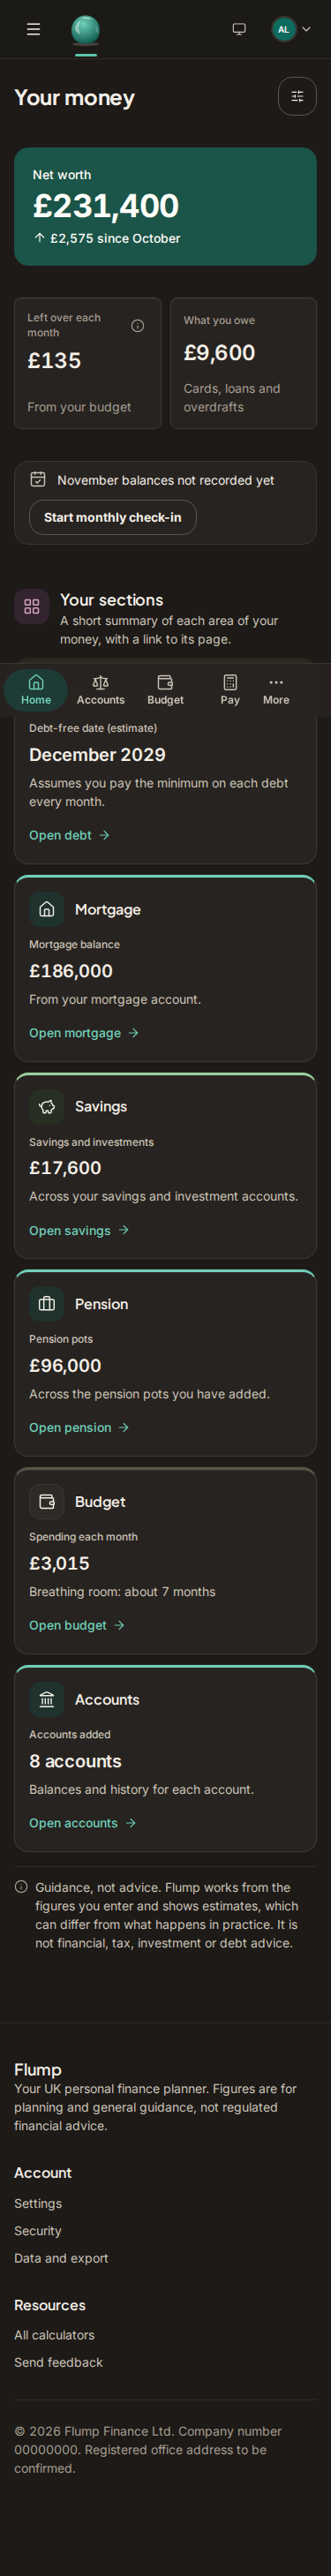 AL
Your money
Net worth
£231,400
↑ £2,575 since October
Left over each
month
£135
From your budget
What you owe
£9,600
Cards, loans and
overdrafts
November balances not recorded yet
Start monthly check-in
Your sections
A short summary of each area of your
money, with a link to its page.
Home
Accounts
Budget
Pay
More
Debt-free date (estimate)
December 2029
Assumes you pay the minimum on each debt
every month.
Open debt →
Mortgage
Mortgage balance
£186,000
From your mortgage account.
Open mortgage →
Savings
Savings and investments
£17,600
Across your savings and investment accounts.
Open savings →
Pension
Pension pots
£96,000
Across the pension pots you have added.
Open pension →
Budget
Spending each month
£3,015
Breathing room: about 7 months
Open budget →
Accounts
Accounts added
8 accounts
Balances and history for each account.
Open accounts →
Guidance, not advice. Flump works from the
figures you enter and shows estimates, which
can differ from what happens in practice. It is
not financial, tax, investment or debt advice.
Flump
Your UK personal finance planner. Figures are for
planning and general guidance, not regulated
financial advice.
Account
Settings
Security
Data and export
Resources
All calculators
Send feedback
© 2026 Flump Finance Ltd. Company number
00000000. Registered office address to be
confirmed.